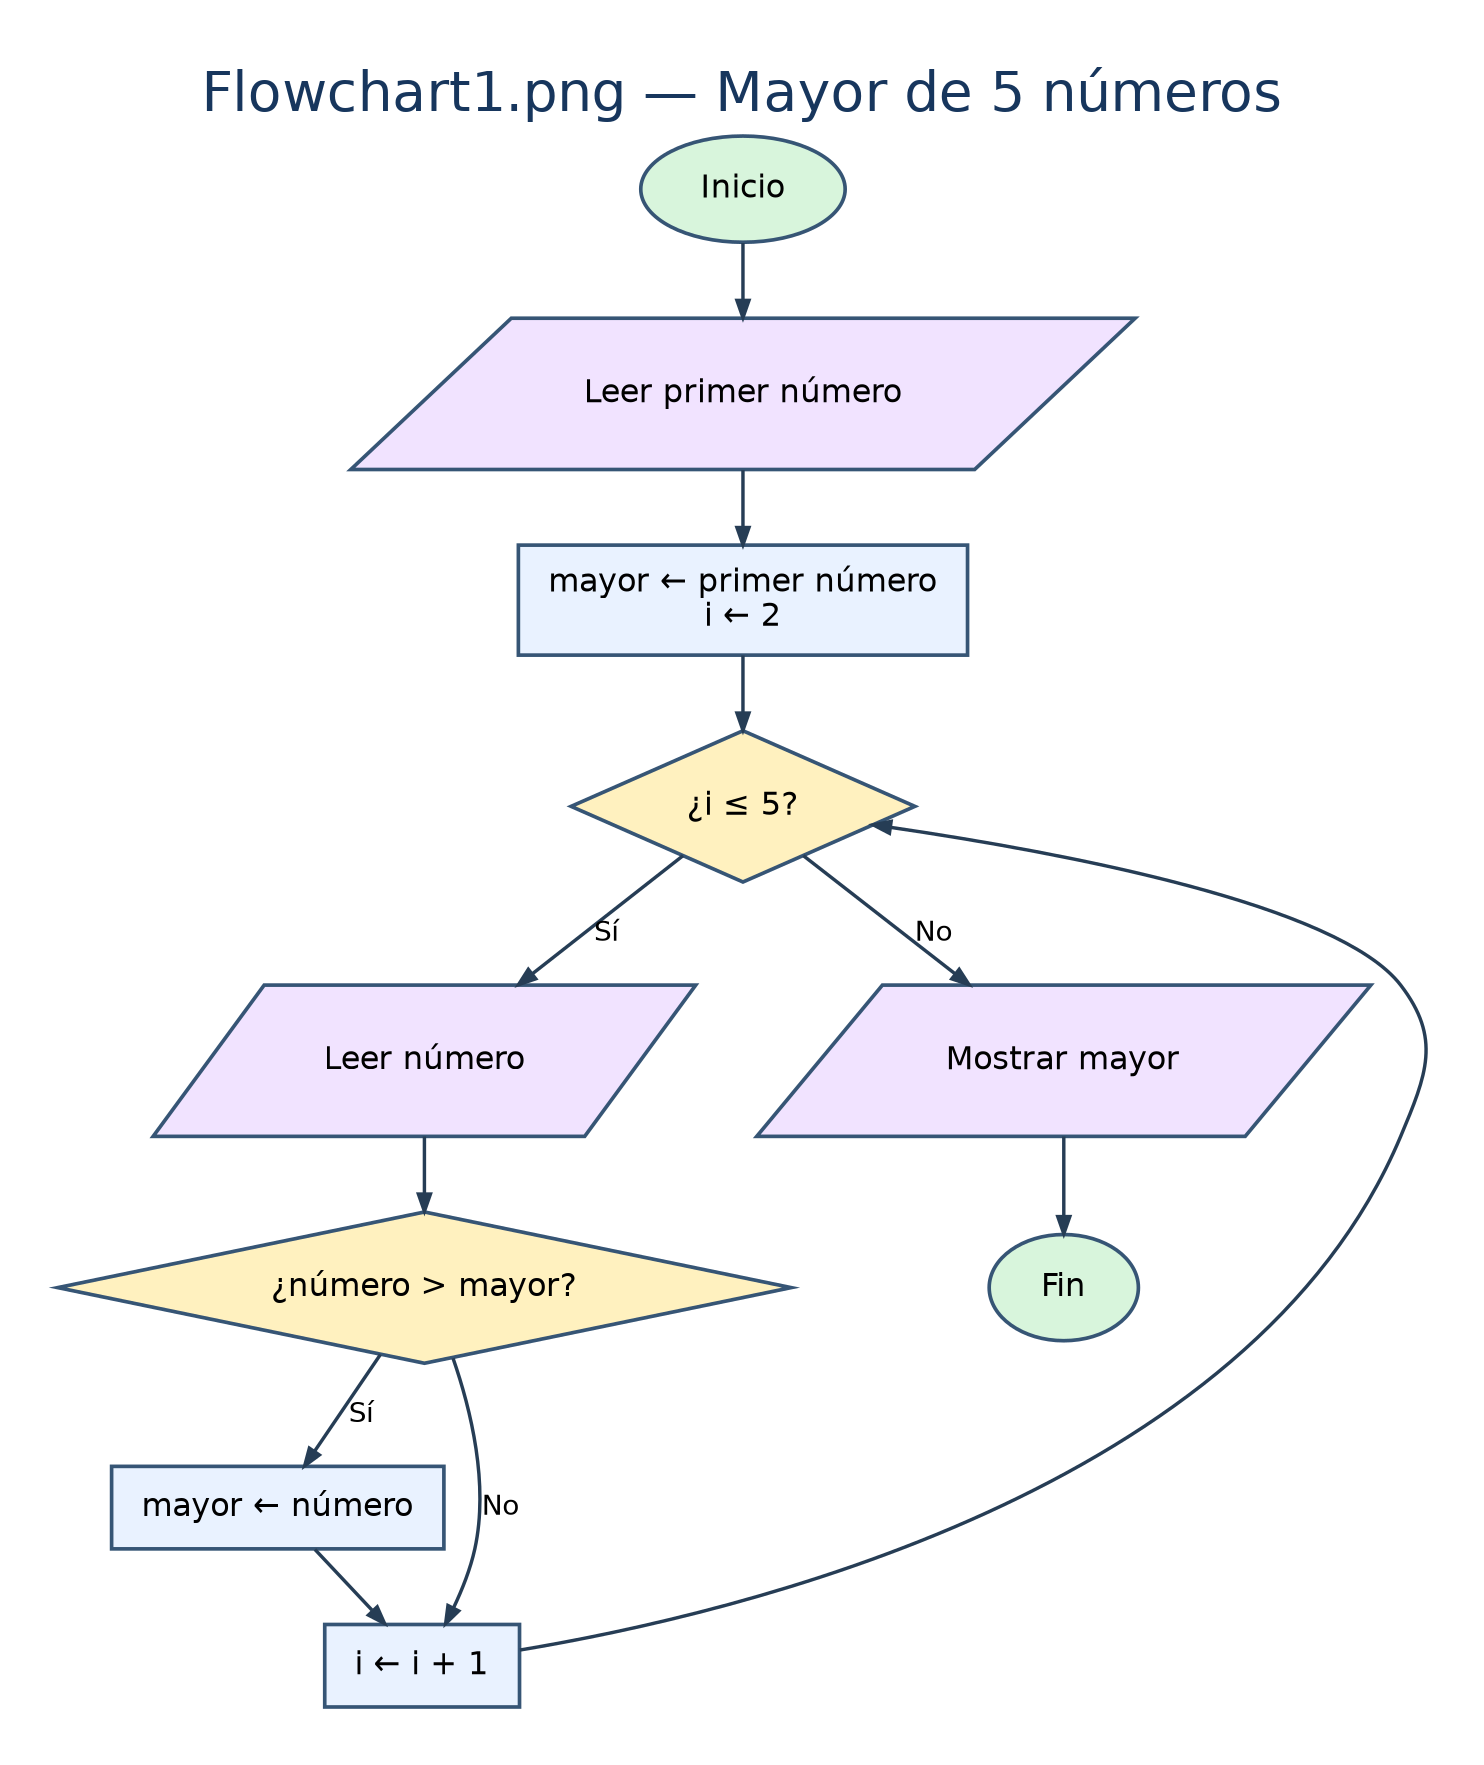 Flowchart1.png — Mayor de 5 números
Inicio
Leer primer número
mayor ← primer número
i ← 2
¿i ≤ 5?
Sí
No
Leer número
Mostrar mayor
¿número > mayor?
Fin
Sí
mayor ← número
No
i ← i + 1